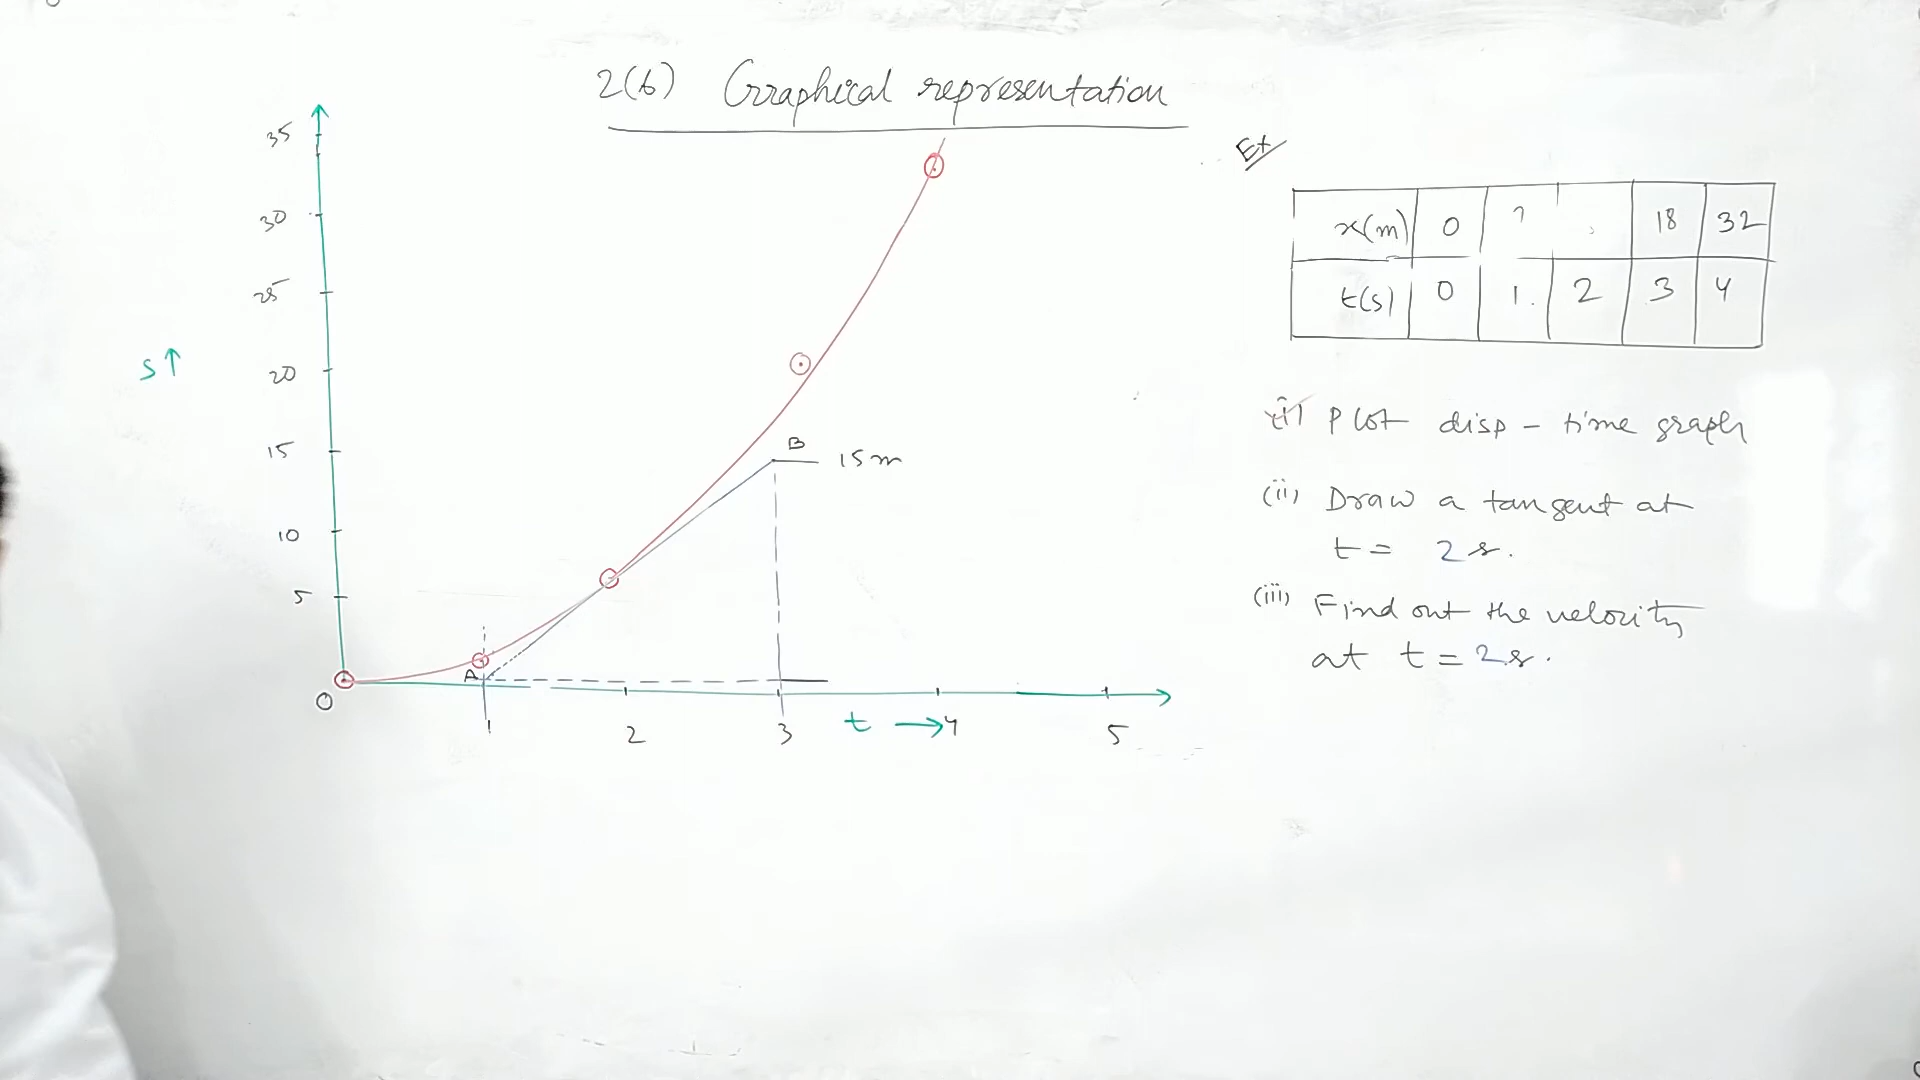 2(b) Graphical representation
35
30
25
20
15
10
5
0
s↑
A
B
15m
1 2 3 4 5
t →
Ex
x(m) 0 18 32
t(s) 0 1. 2 3 4
(i) Plot disp - time graph
(ii) Draw a tangent at
t = 2s.
(iii) Find out the velocity
at t = 2s.